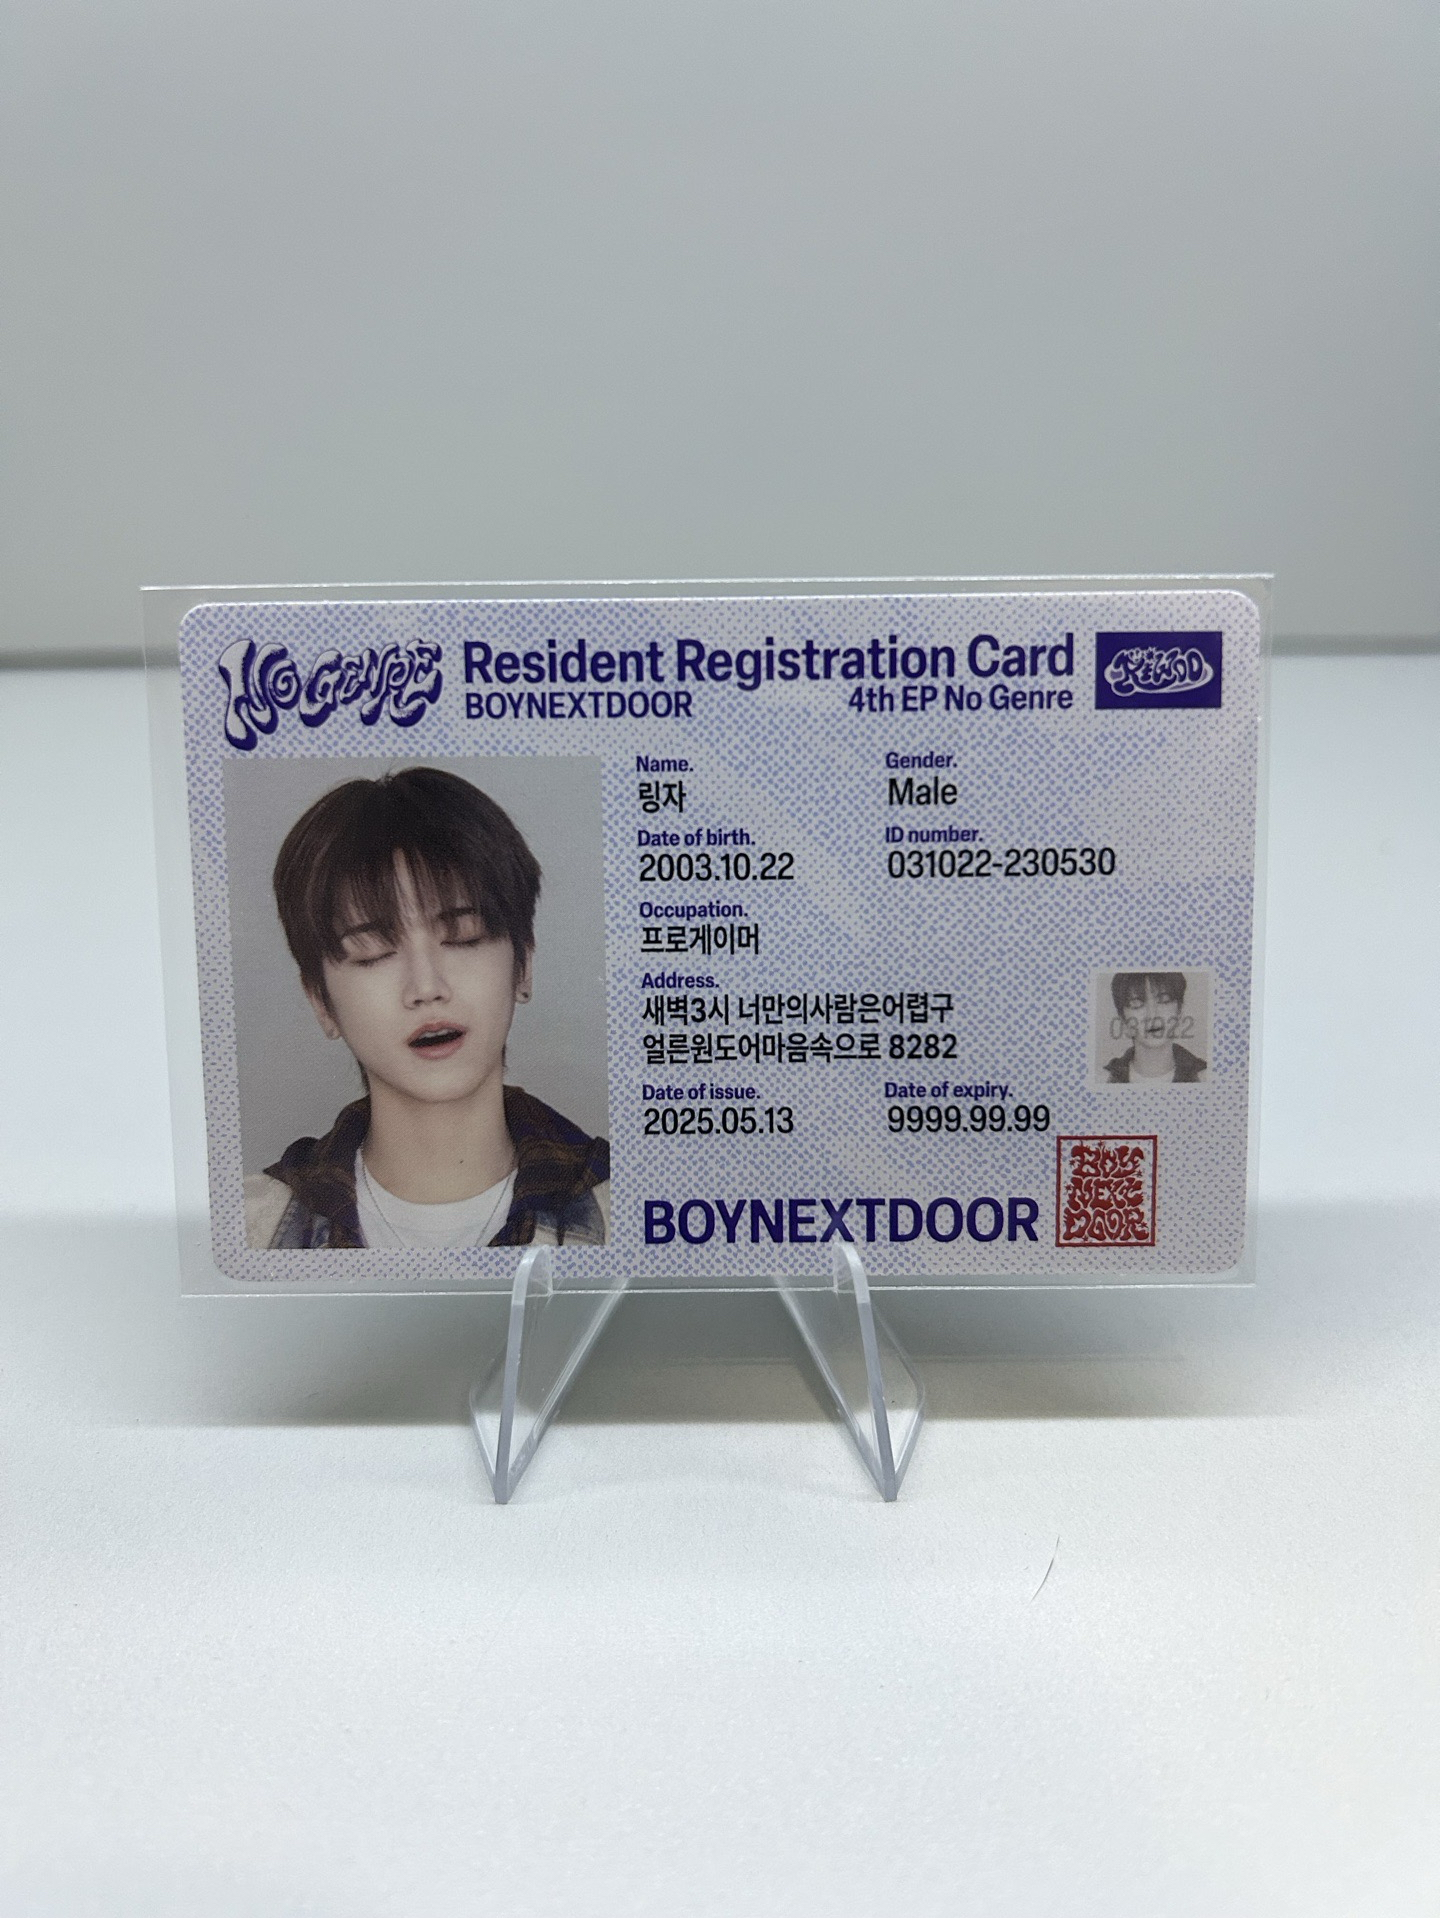 NO GENRE
Resident Registration Card
BOYNEXTDOOR 4th EP No Genre
Name. Gender.
링자 Male
Date of birth. ID number.
2003.10.22 031022-230530
Occupation.
프로게이머
Address.
새벽3시 너만의사람은어렵구
얼른원도어마음속으로 8282
031022
Date of issue. Date of expiry.
2025.05.13 9999.99.99
BOYNEXTDOOR
BOY
NEXT
DOOR